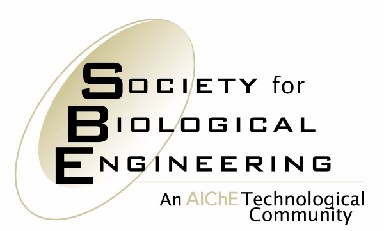 SOCIETY for
BIOLOGICAL
ENGINEERING
An AIChE Technological
Community